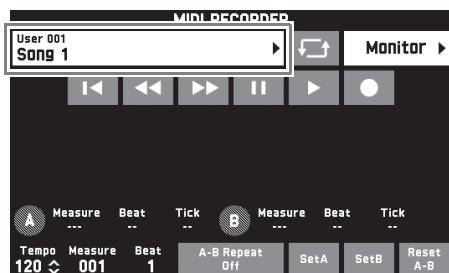 MIDI RECORDER
User 001
Song 1
Monitor
A Measure Beat Tick B Measure Beat Tick
--- -- -- --- -- --
Tempo Measure Beat A-B Repeat SetA SetB Reset
120 001 1 Off A-B